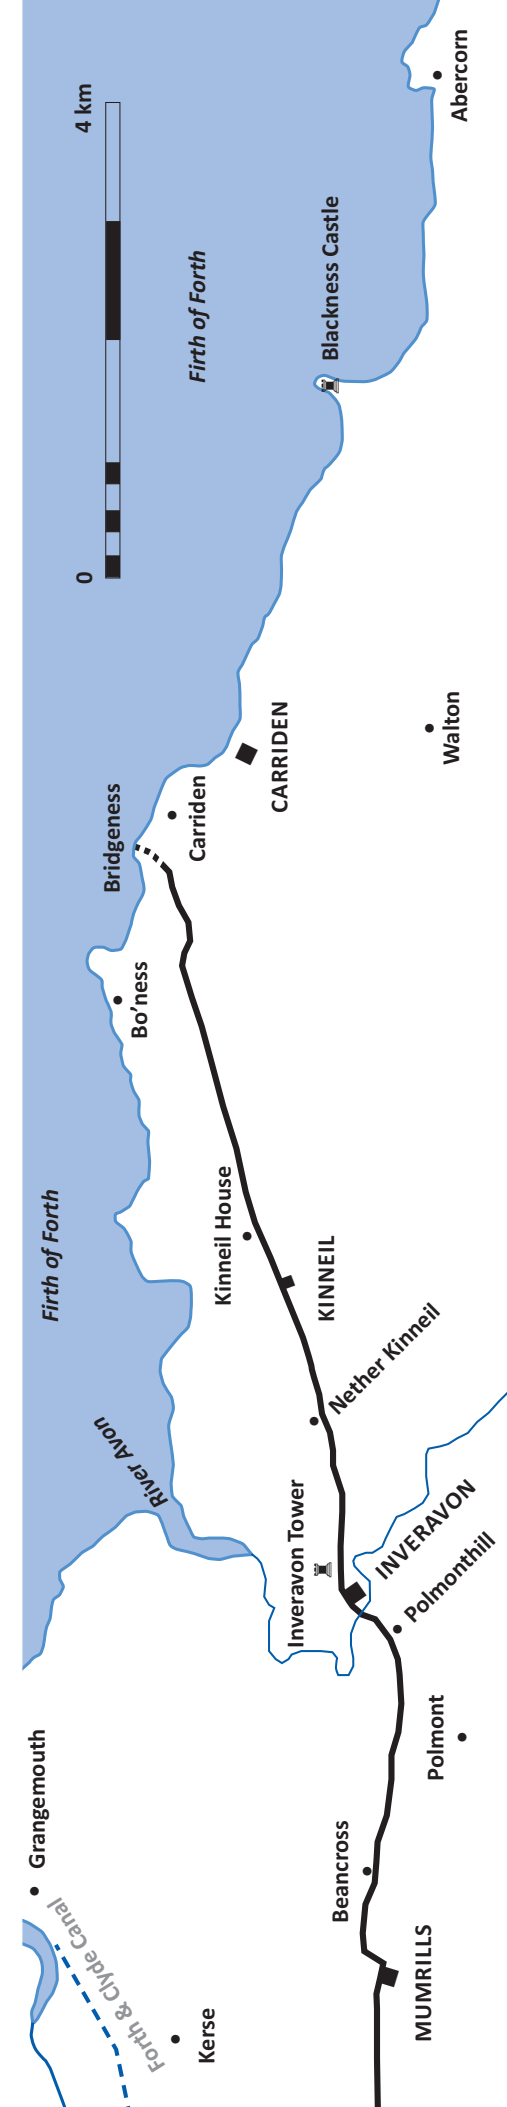 Abercorn
4 km
Blackness Castle
Firth of Forth
0
Walton
CARRIDEN
Carriden
Bridgeness
Bo’ness
Kinneil House
Firth of Forth
KINNEIL
Nether Kinneil
River Avon
Inveravon Tower
INVERAVON
Polmonthill
Polmont
Grangemouth
Beancross
Forth & Clyde Canal
MUMRILLS
Kerse